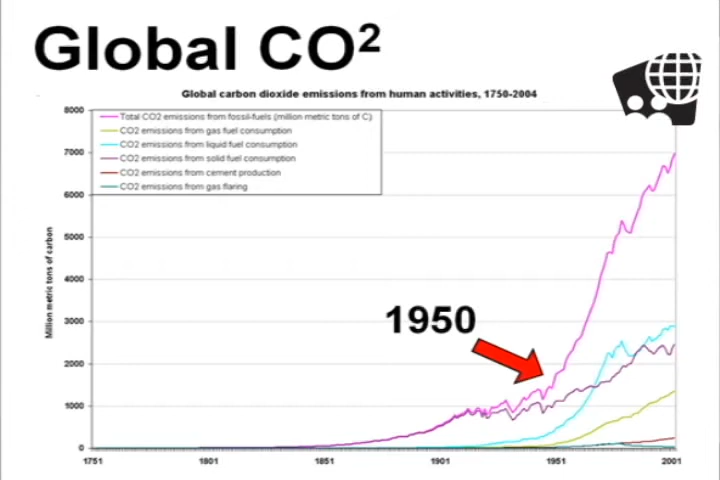 Global CO²
Global carbon dioxide emissions from human activities, 1750-2004
8000
7000
6000
5000
4000
3000
2000
1000
0
Million metric tons of carbon
Total CO2 emissions from fossil-fuels (million metric tons of C)
CO2 emissions from gas fuel consumption
CO2 emissions from liquid fuel consumption
CO2 emissions from solid fuel consumption
CO2 emissions from cement production
CO2 emissions from gas flaring
1950
1751
1801
1851
1901
1951
2001